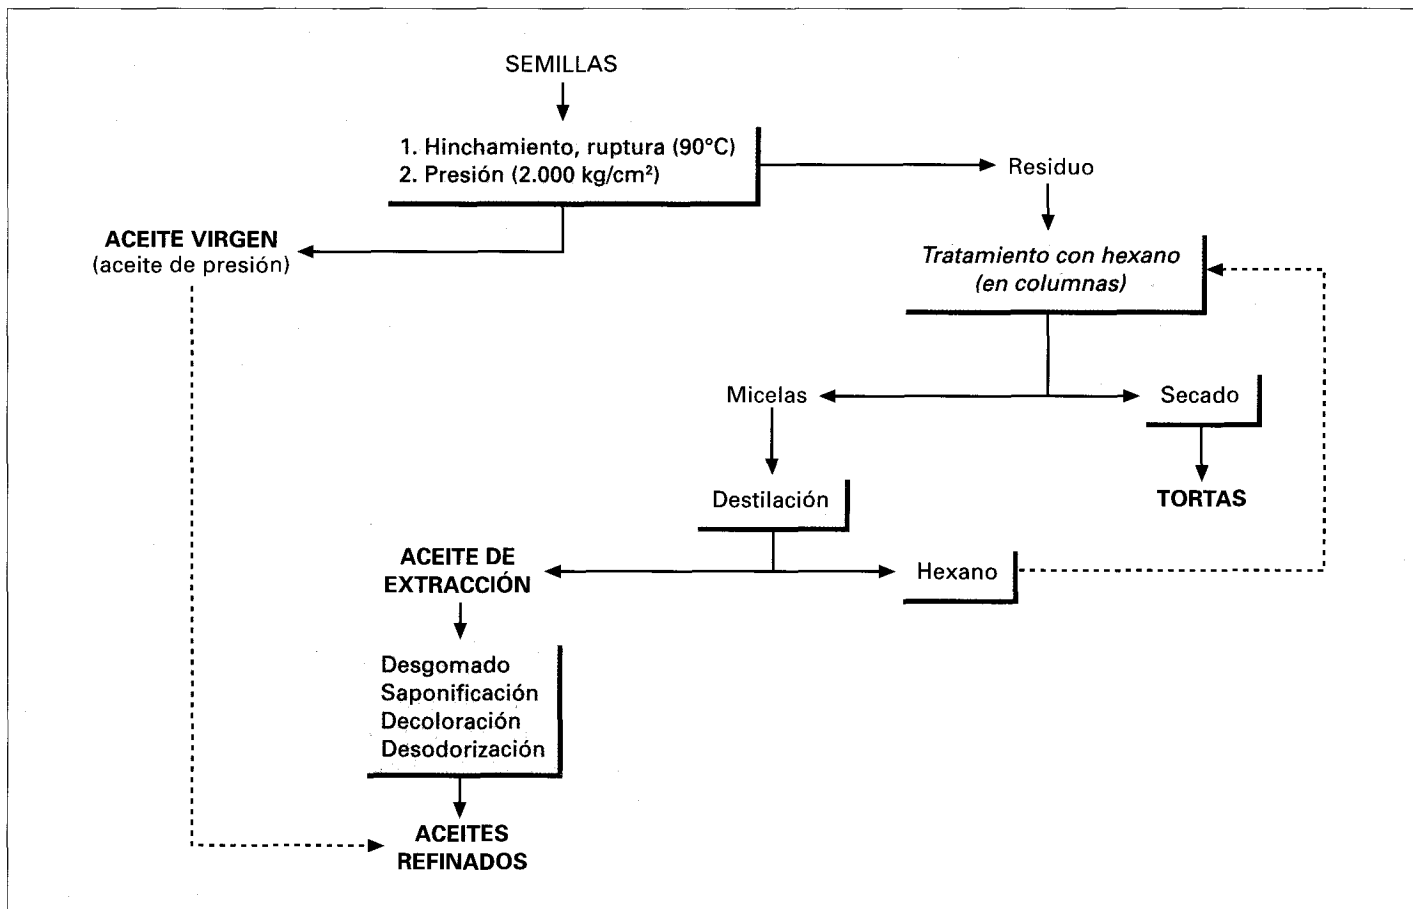 SEMILLAS
1. Hinchamiento, ruptura (90°C)
2. Presión (2.000 kg/cm²)
Residuo
ACEITE VIRGEN
(aceite de presión)
Tratamiento con hexano
(en columnas)
Micelas
Secado
Destilación
TORTAS
ACEITE DE
EXTRACCIÓN
Hexano
Desgomado
Saponificación
Decoloración
Desodorización
ACEITES
REFINADOS